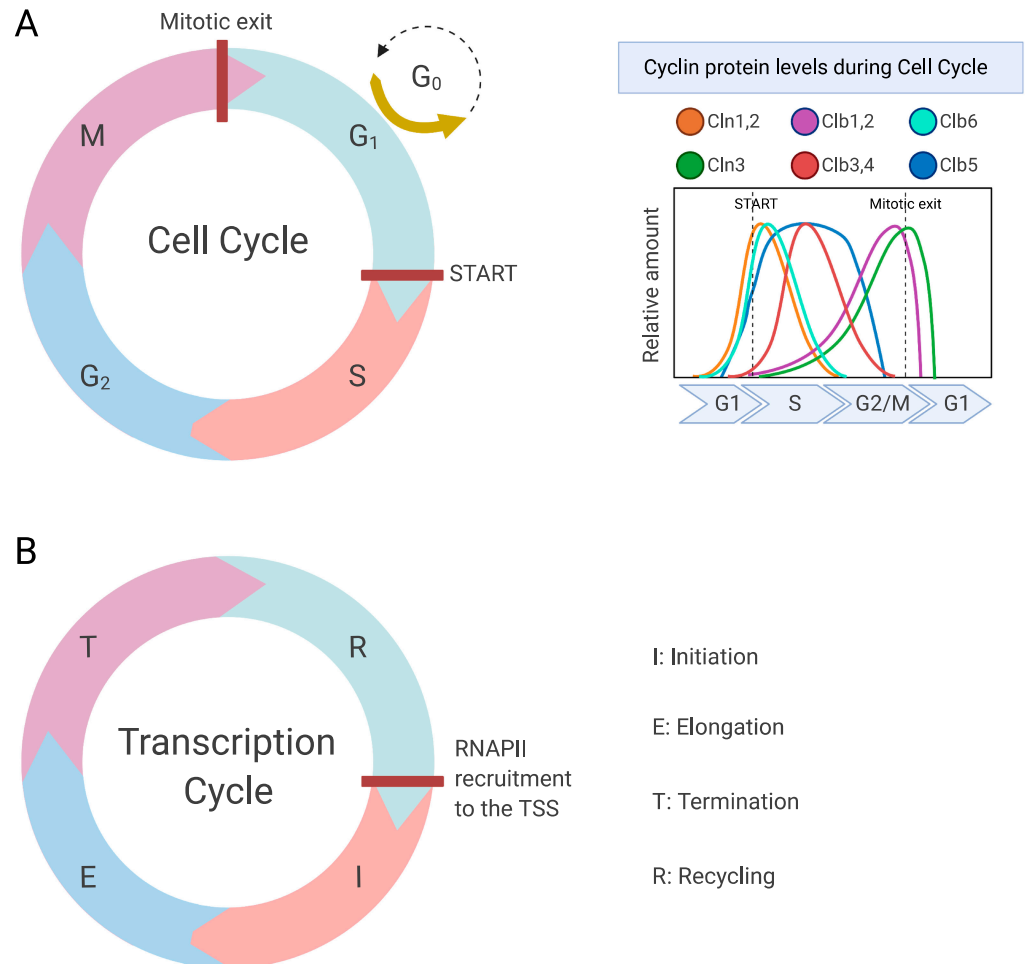 A
Mitotic exit
G₀
M
G₁
Cell Cycle
START
G₂
S
Cyclin protein levels during Cell Cycle
Cln1,2
Clb1,2
Clb6
Cln3
Clb3,4
Clb5
START
Mitotic exit
Relative amount
G1
S
G2/M
G1
B
T
R
Transcription
Cycle
RNAPII
recruitment
to the TSS
E
I
I: Initiation
E: Elongation
T: Termination
R: Recycling